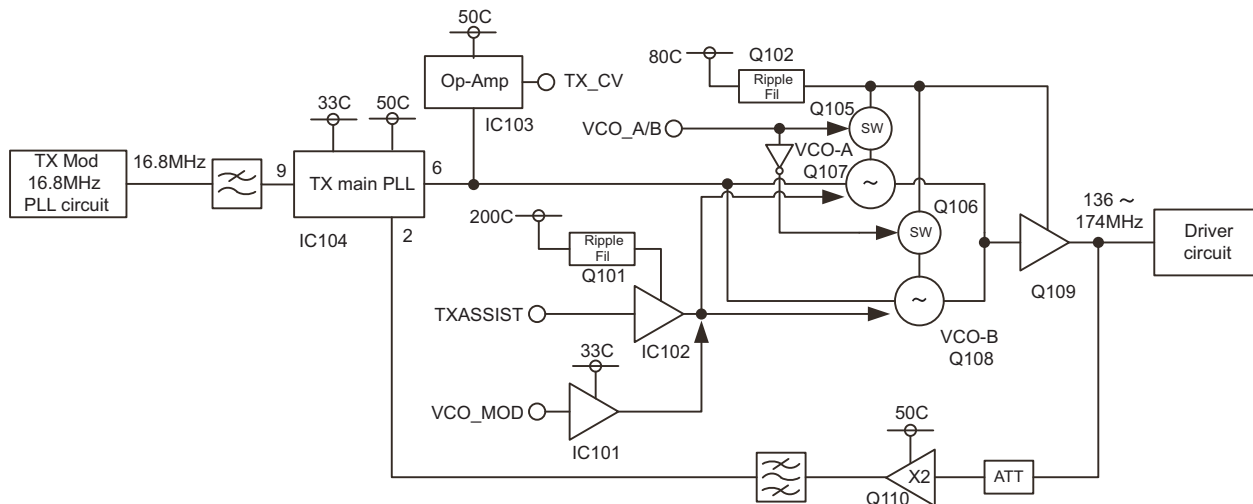 50C
Op-Amp
TX_CV
IC103
33C
50C
TX Mod
16.8MHz
PLL circuit
16.8MHz
9
TX main PLL
6
2
IC104
80C
Q102
Ripple
Fil
VCO_A/B
Q105
SW
VCO-A
Q107
~
Q106
SW
200C
Ripple
Fil
Q101
TXASSIST
IC102
33C
VCO_MOD
IC101
~
VCO-B
Q108
Q109
136 ~
174MHz
Driver
circuit
50C
X2
Q110
ATT